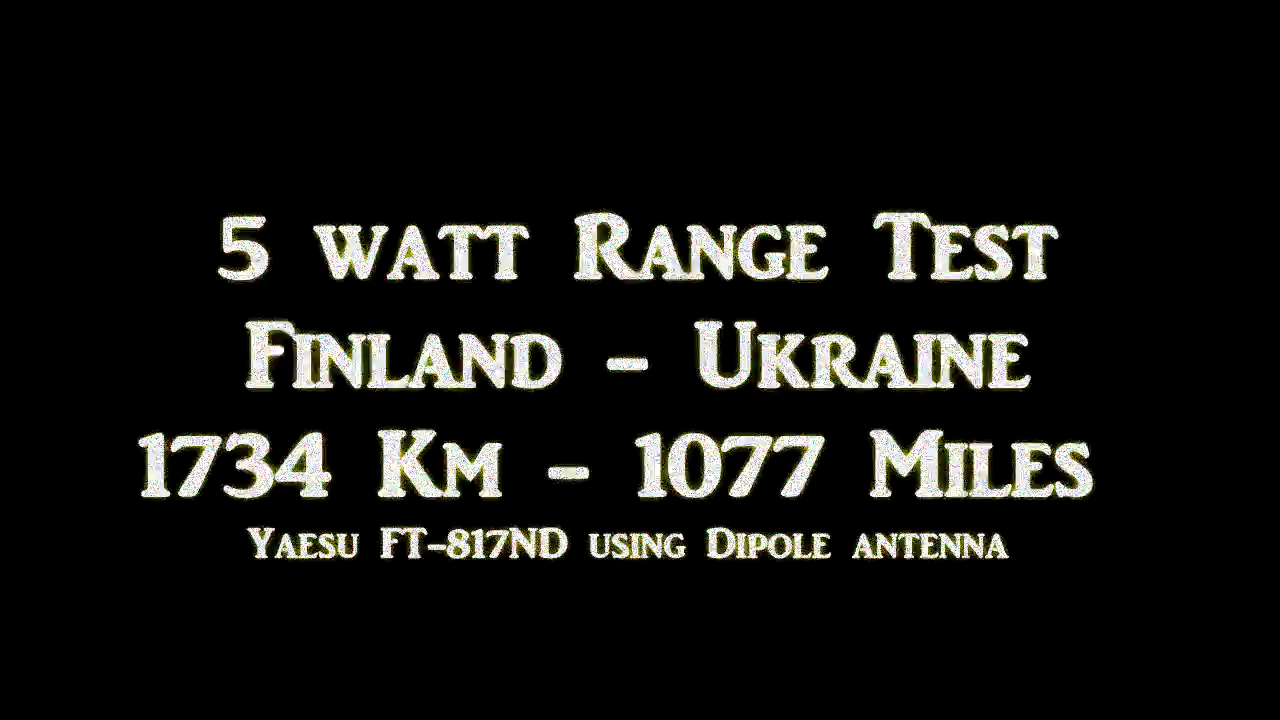 5 watt Range Test
Finland - Ukraine
1734 Km - 1077 Miles
Yaesu FT-817ND using Dipole antenna